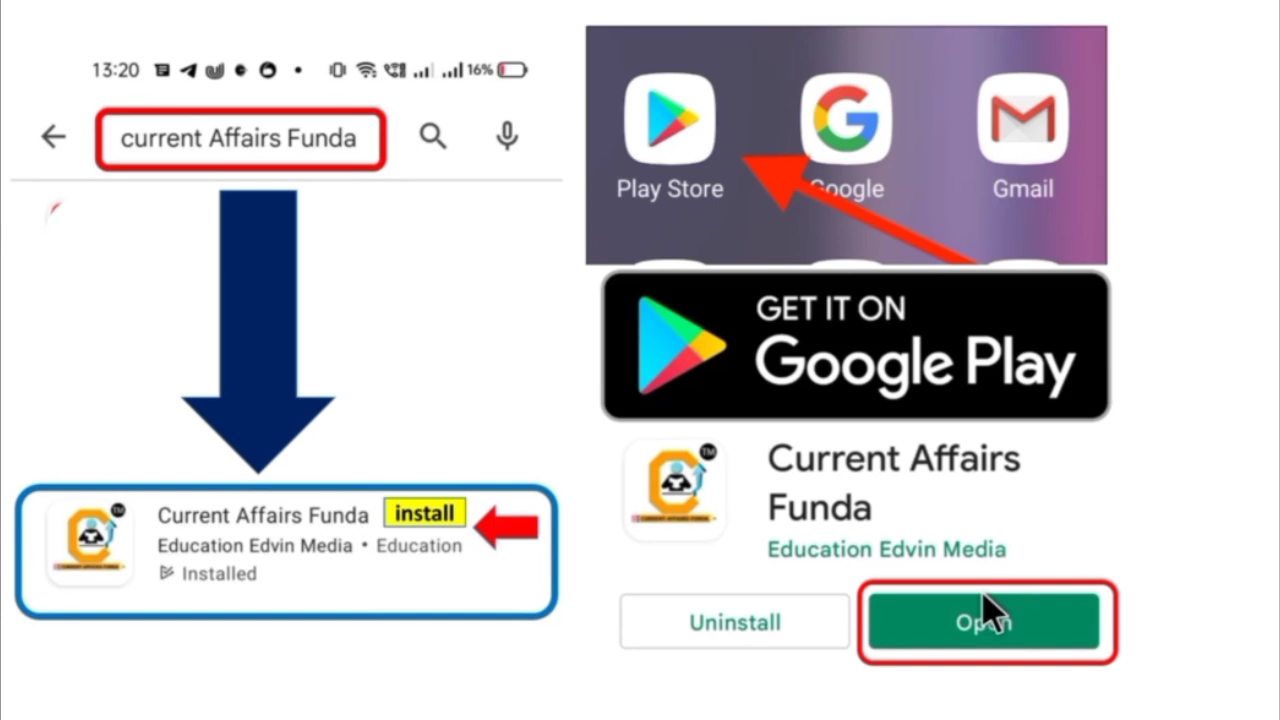 13:20
16%
current Affairs Funda
Current Affairs Funda install
Education Edvin Media • Education
Installed
Play Store
Google
Gmail
GET IT ON
Google Play
TM
Current Affairs
Funda
Education Edvin Media
Uninstall
Open